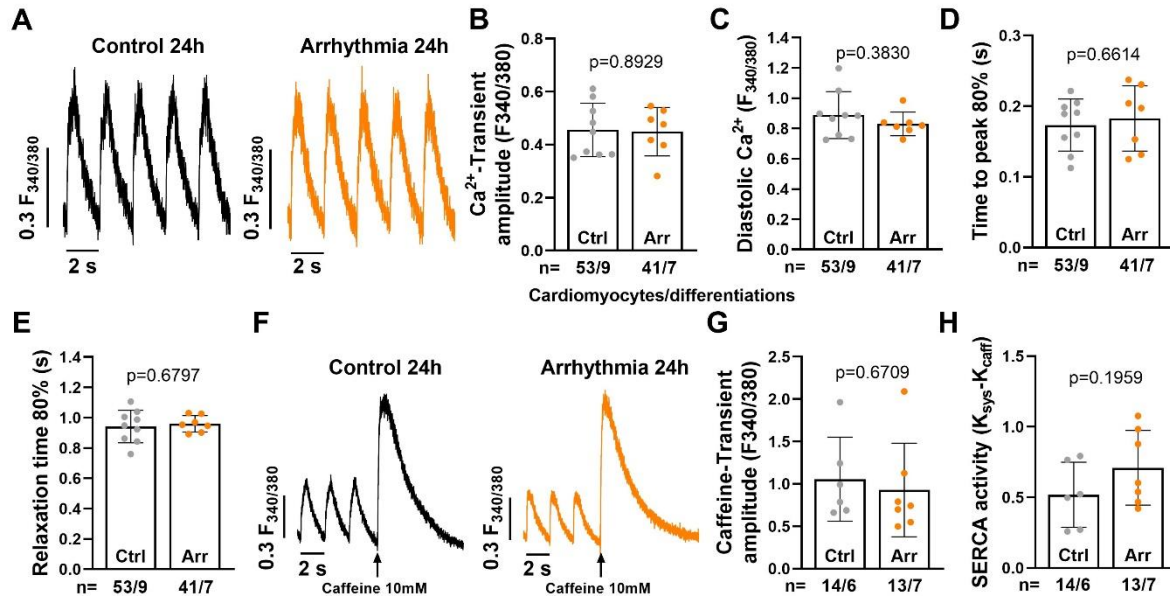 A
Control 24h
Arrhythmia 24h
0.3 F340/380
2 s
0.3 F340/380
2 s
B
Ca2+-Transient
amplitude (F340/380)
0.8
0.6
0.4
0.2
0.0
p=0.8929
Ctrl
Arr
n= 53/9 41/7
C
Diastolic Ca2+ (F340/380)
1.4
1.2
1.0
0.8
0.6
0.4
0.2
0.0
p=0.3830
Ctrl
Arr
n= 53/9 41/7
D
Time to peak 80% (s)
0.3
0.2
0.1
0.0
p=0.6614
Ctrl
Arr
n= 53/9 41/7
Cardiomyocytes/differentiations
E
Relaxation time 80% (s)
1.4
1.2
1.0
0.8
0.6
0.4
0.2
0.0
p=0.6797
Ctrl
Arr
n= 53/9 41/7
F
Control 24h
Arrhythmia 24h
0.3 F340/380
2 s
Caffeine 10mM
0.3 F340/380
2 s
Caffeine 10mM
G
Caffeine-Transient
amplitude (F340/380)
2.5
2.0
1.5
1.0
0.5
0.0
p=0.6709
Ctrl
Arr
n= 14/6 13/7
H
SERCA activity (Ksys-Kcaff)
1.5
1.0
0.5
0.0
p=0.1959
Ctrl
Arr
n= 14/6 13/7